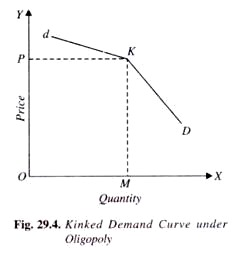 Y
d
K
P
Price
D
O
M
X
Quantity
Fig. 29.4. Kinked Demand Curve under
Oligopoly